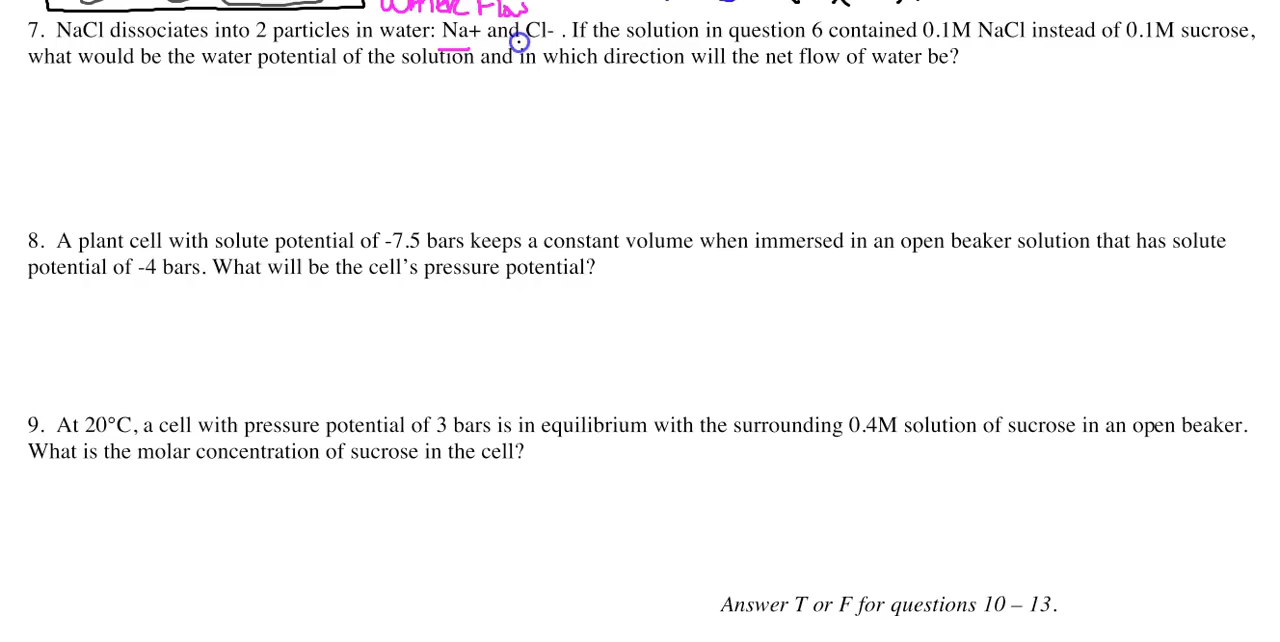 Water Flow
7. NaCl dissociates into 2 particles in water: Na+ and Cl- . If the solution in question 6 contained 0.1M NaCl instead of 0.1M sucrose,
what would be the water potential of the solution and in which direction will the net flow of water be?
8. A plant cell with solute potential of -7.5 bars keeps a constant volume when immersed in an open beaker solution that has solute
potential of -4 bars. What will be the cell's pressure potential?
9. At 20°C, a cell with pressure potential of 3 bars is in equilibrium with the surrounding 0.4M solution of sucrose in an open beaker.
What is the molar concentration of sucrose in the cell?
Answer T or F for questions 10 – 13.